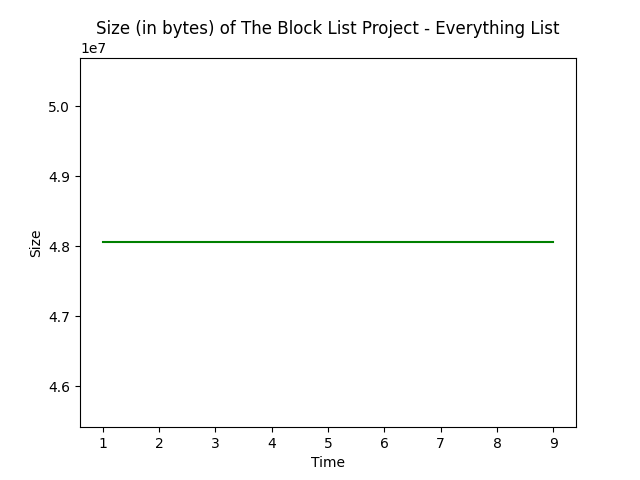 Size (in bytes) of The Block List Project - Everything List
1e7
5.0
4.9
4.8
4.7
4.6
Size
1 2 3 4 5 6 7 8 9
Time